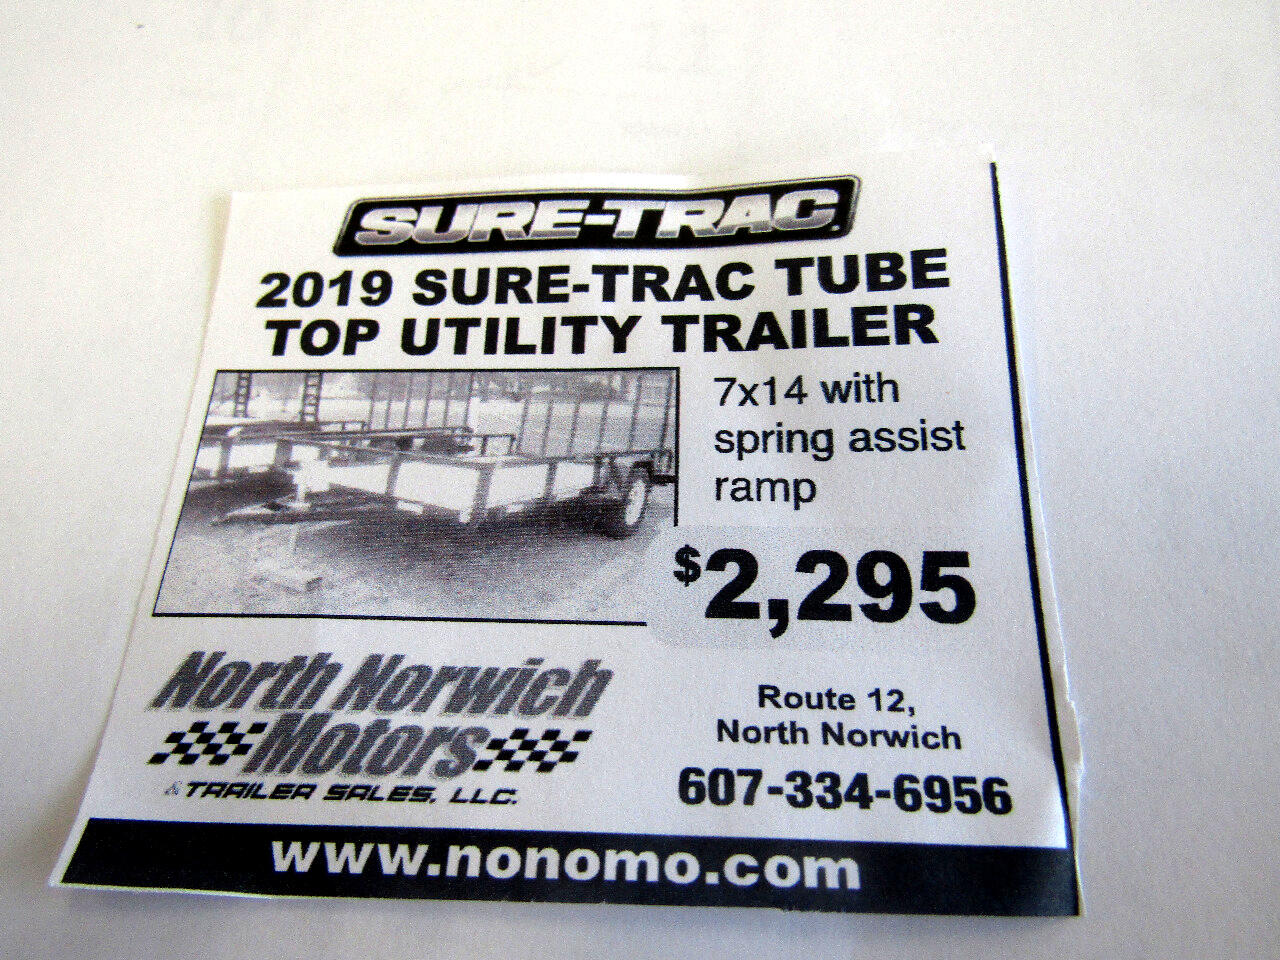 SURE-TRAC
2019 SURE-TRAC TUBE
TOP UTILITY TRAILER
7x14 with
spring assist
ramp
$2,295
North Norwich
Motors
& TRAILER SALES, LLC.
Route 12,
North Norwich
607-334-6956
www.nonomo.com